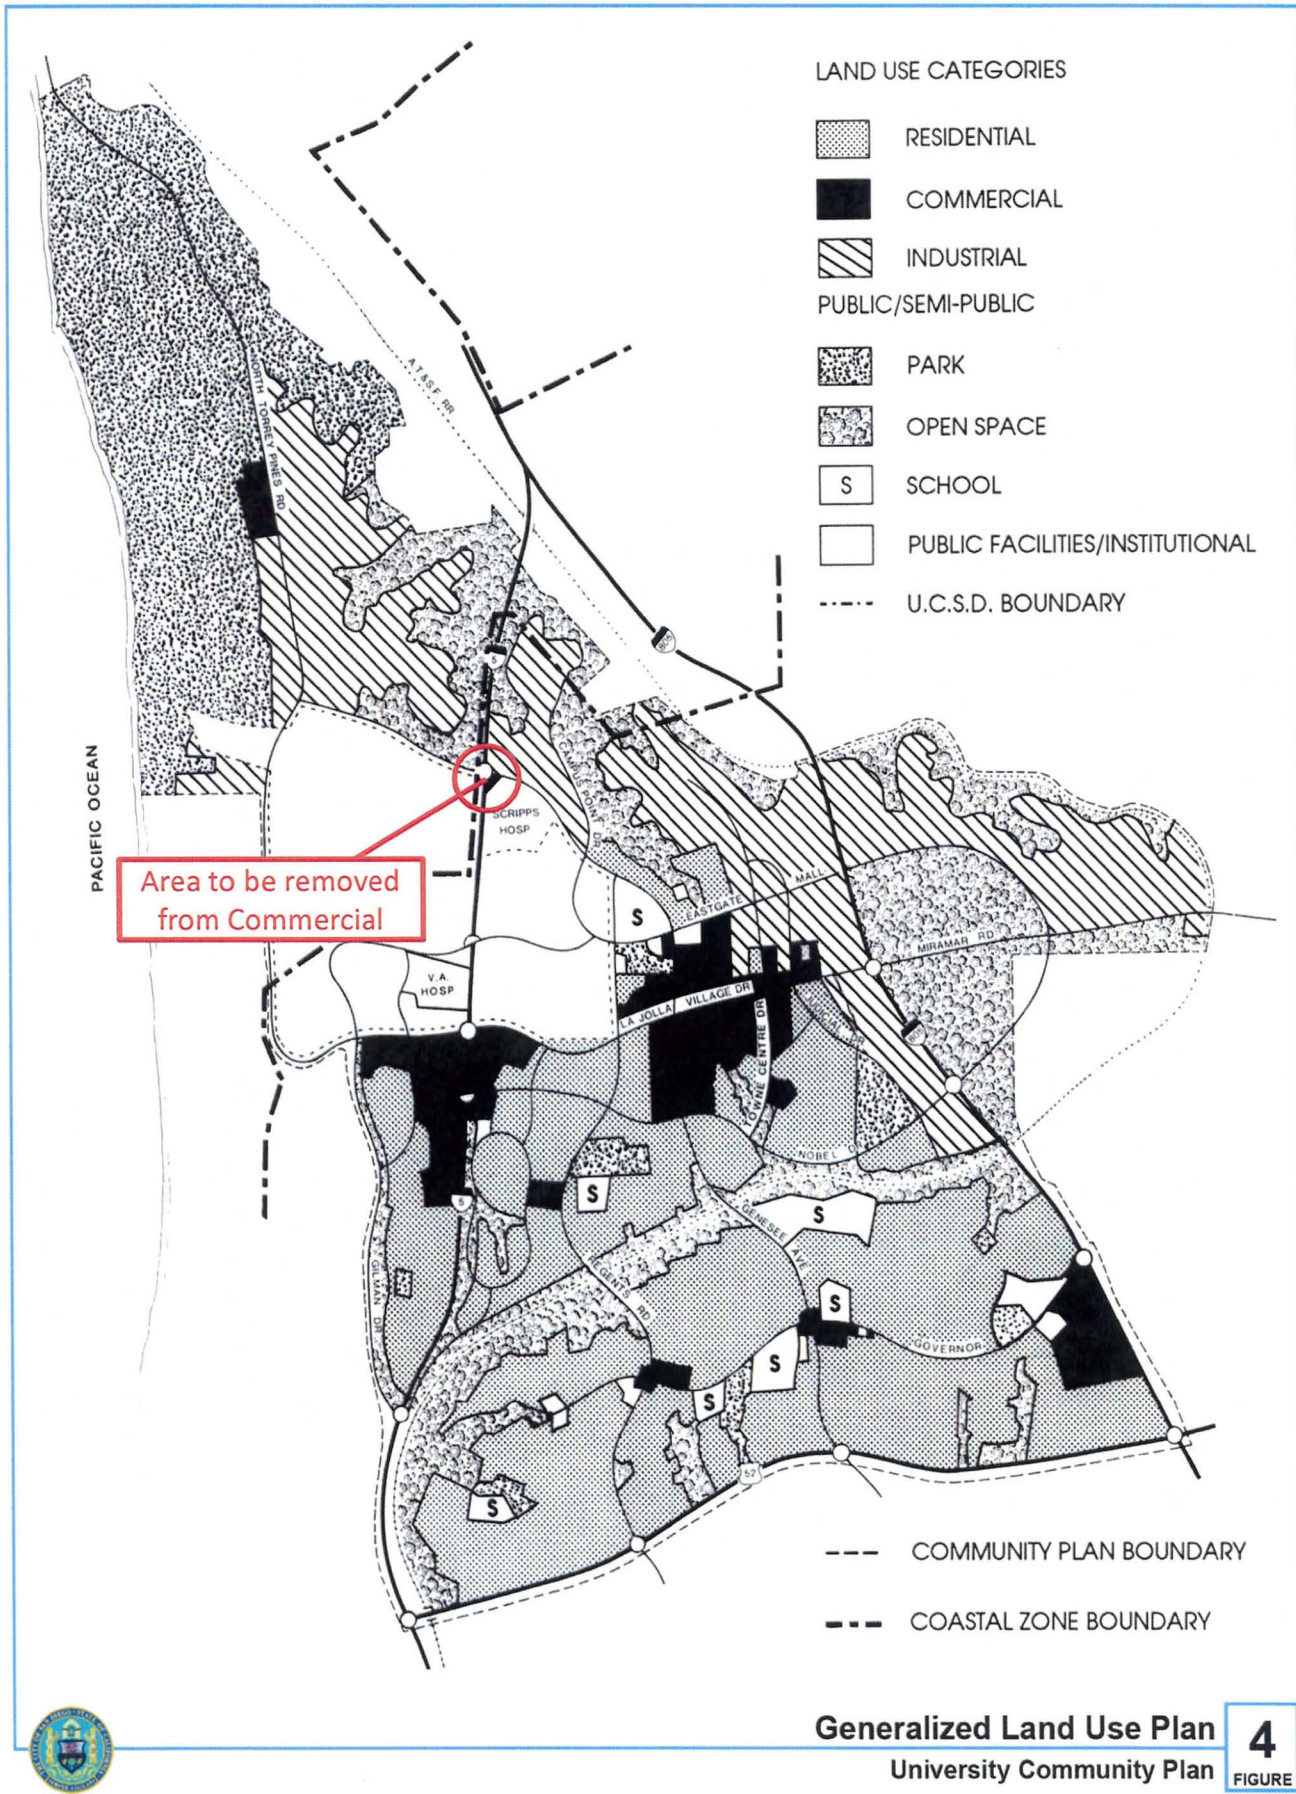 LAND USE CATEGORIES
RESIDENTIAL
COMMERCIAL
INDUSTRIAL
PUBLIC/SEMI-PUBLIC
PARK
OPEN SPACE
S SCHOOL
PUBLIC FACILITIES/INSTITUTIONAL
U.C.S.D. BOUNDARY
A.T.&S.F. RR
NORTH TORREY PINES RD
805
5
PACIFIC OCEAN
SCRIPPS
HOSP
Area to be removed
from Commercial
S
EASTGATE MALL
MIRAMAR RD
V.A.
HOSP
LA JOLLA VILLAGE DR
TOWNE CENTRE DR
NOBEL
S
5
S
GENESEE AVE
GILMAN DR
REGENTS RD
S
GOVERNOR
S
S
52
S
COMMUNITY PLAN BOUNDARY
COASTAL ZONE BOUNDARY
Generalized Land Use Plan
University Community Plan
4
FIGURE